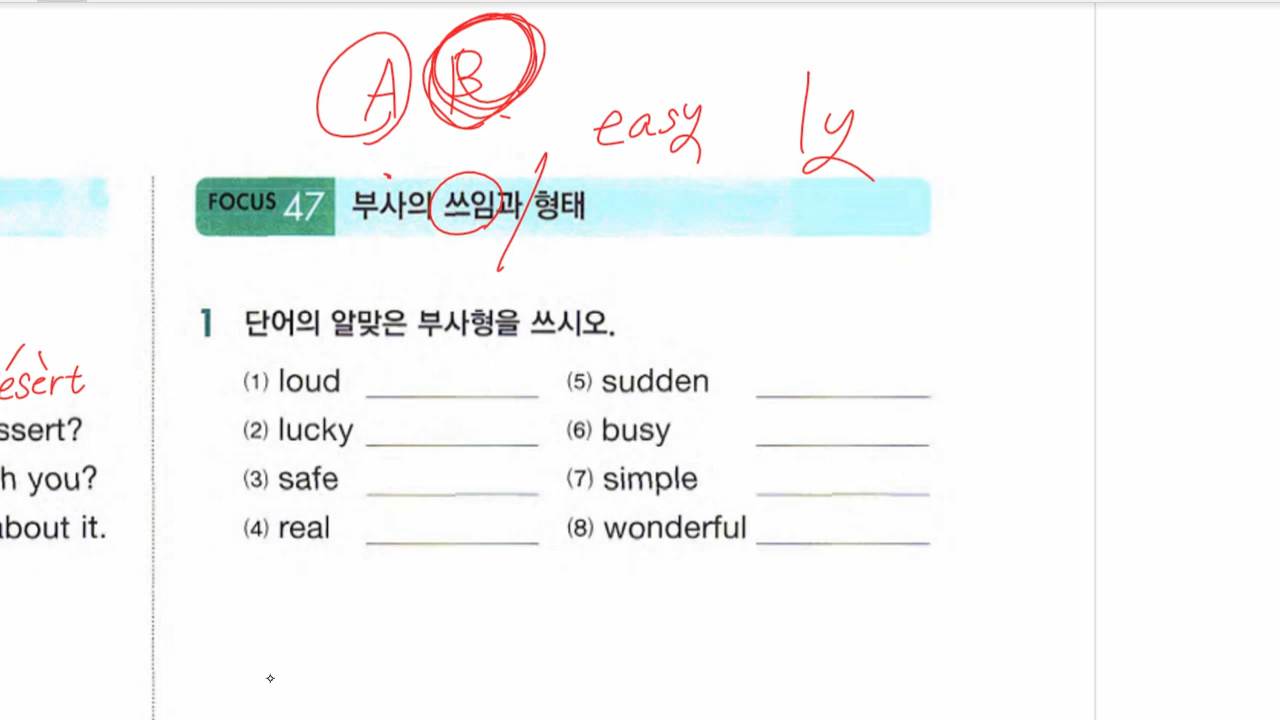 A B
easy ly
FOCUS 47 부사의 쓰임과 형태
1 단어의 알맞은 부사형을 쓰시오.
(1) loud (5) sudden
(2) lucky (6) busy
(3) safe (7) simple
(4) real (8) wonderful
esert
ssert?
h you?
about it.